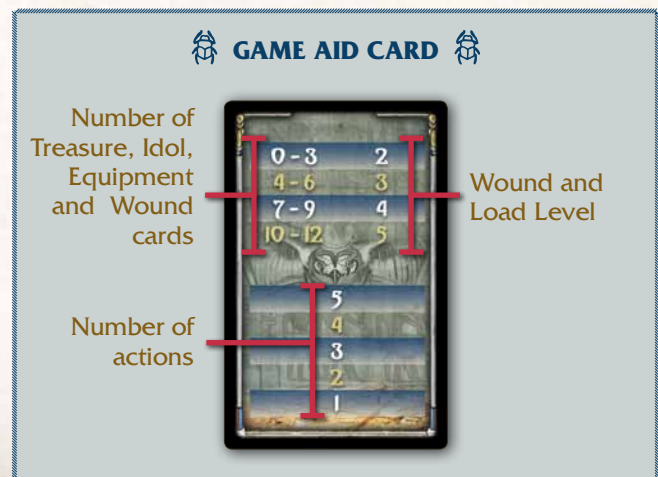 GAME AID CARD
Number of
Treasure, Idol,
Equipment
and Wound
cards
0 - 3 2
4 - 6 3
7 - 9 4
10 - 12 5
Wound and
Load Level
Number of
actions
5
4
3
2
1